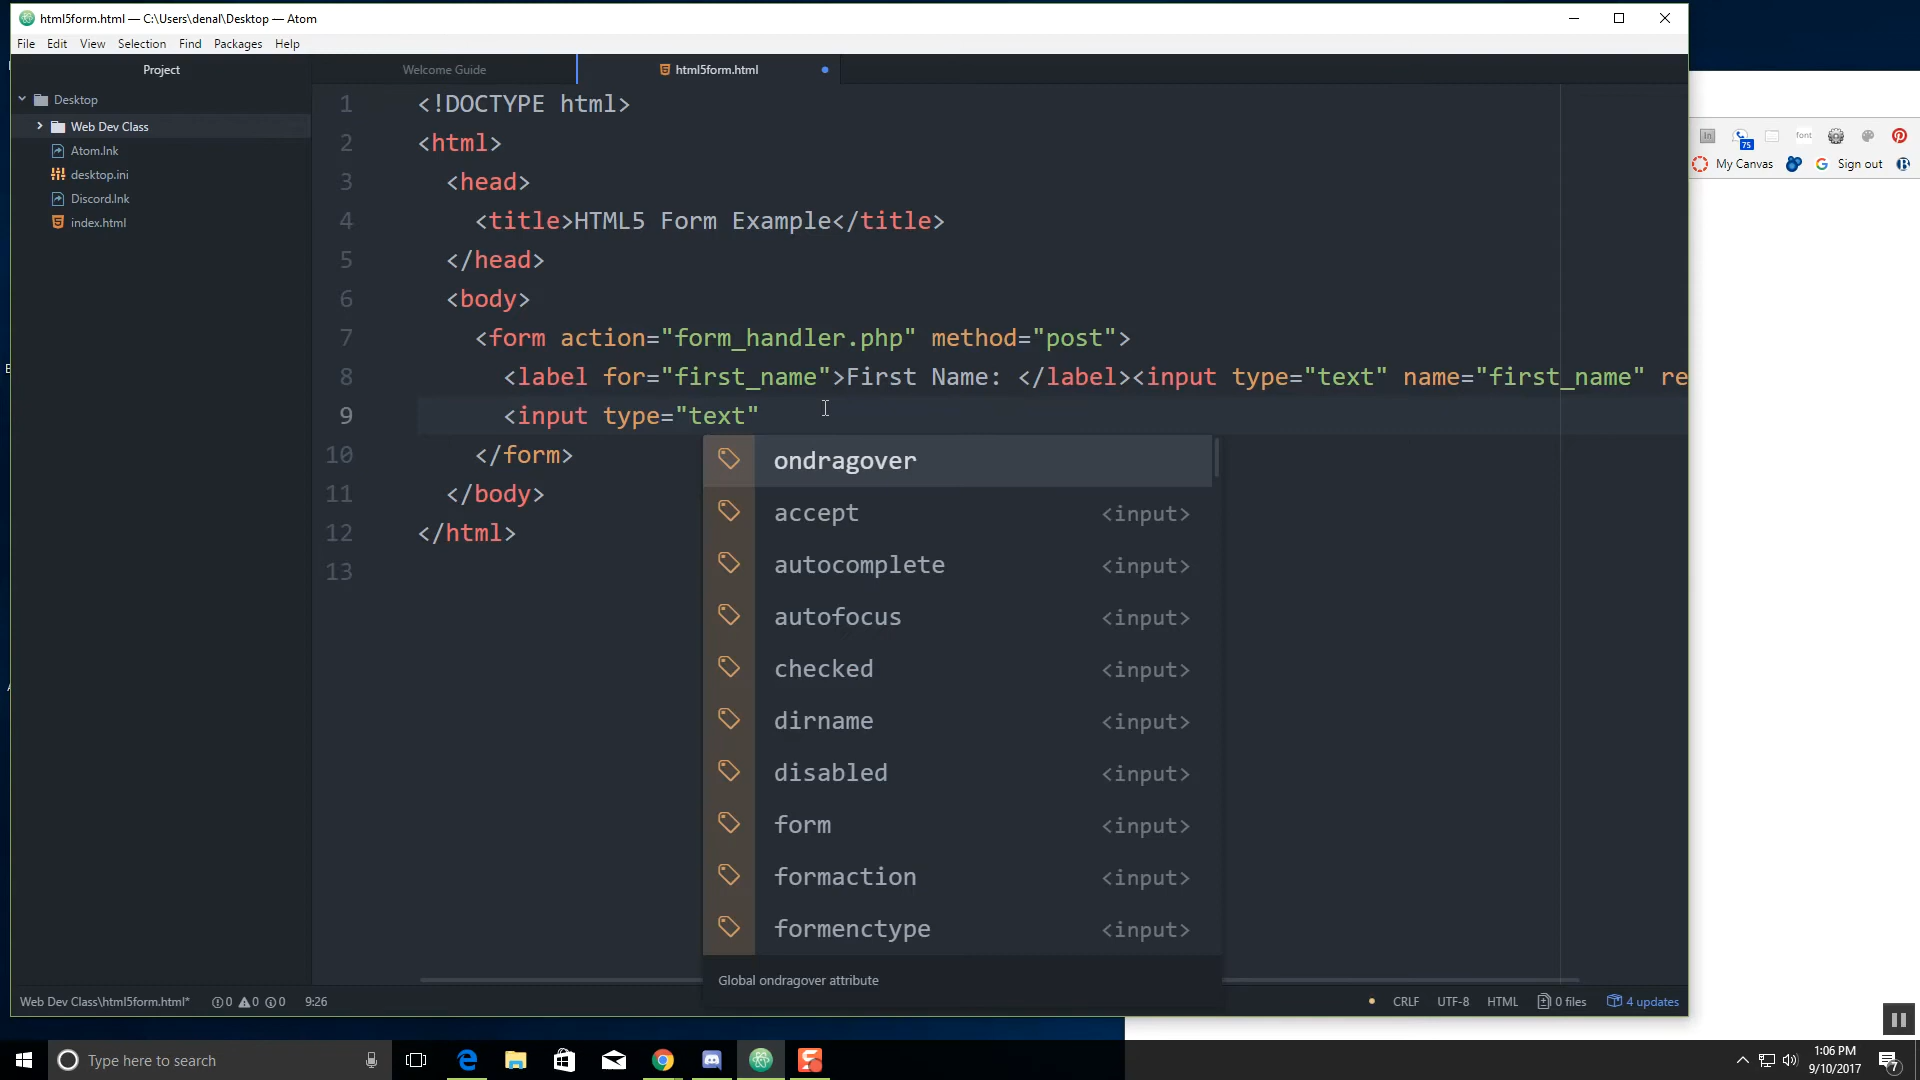 html5form.html — C:\Users\denal\Desktop — Atom
File Edit View Selection Find Packages Help
Project
Welcome Guide
html5form.html
Desktop
Web Dev Class
Atom.lnk
desktop.ini
Discord.lnk
index.html
1 <!DOCTYPE html>
2 <html>
3 <head>
4 <title>HTML5 Form Example</title>
5 </head>
6 <body>
7 <form action="form_handler.php" method="post">
8 <label for="first_name">First Name: </label><input type="text" name="first_name" re
9 <input type="text"
10 </form>
11 </body>
12 </html>
13
ondragover
accept <input>
autocomplete <input>
autofocus <input>
checked <input>
dirname <input>
disabled <input>
form <input>
formaction <input>
formenctype <input>
Global ondragover attribute
Web Dev Class\html5form.html* 0 0 0 9:26
CRLF UTF-8 HTML 0 files 4 updates
in 75 font
My Canvas G Sign out B
Type here to search
1:06 PM
9/10/2017
7